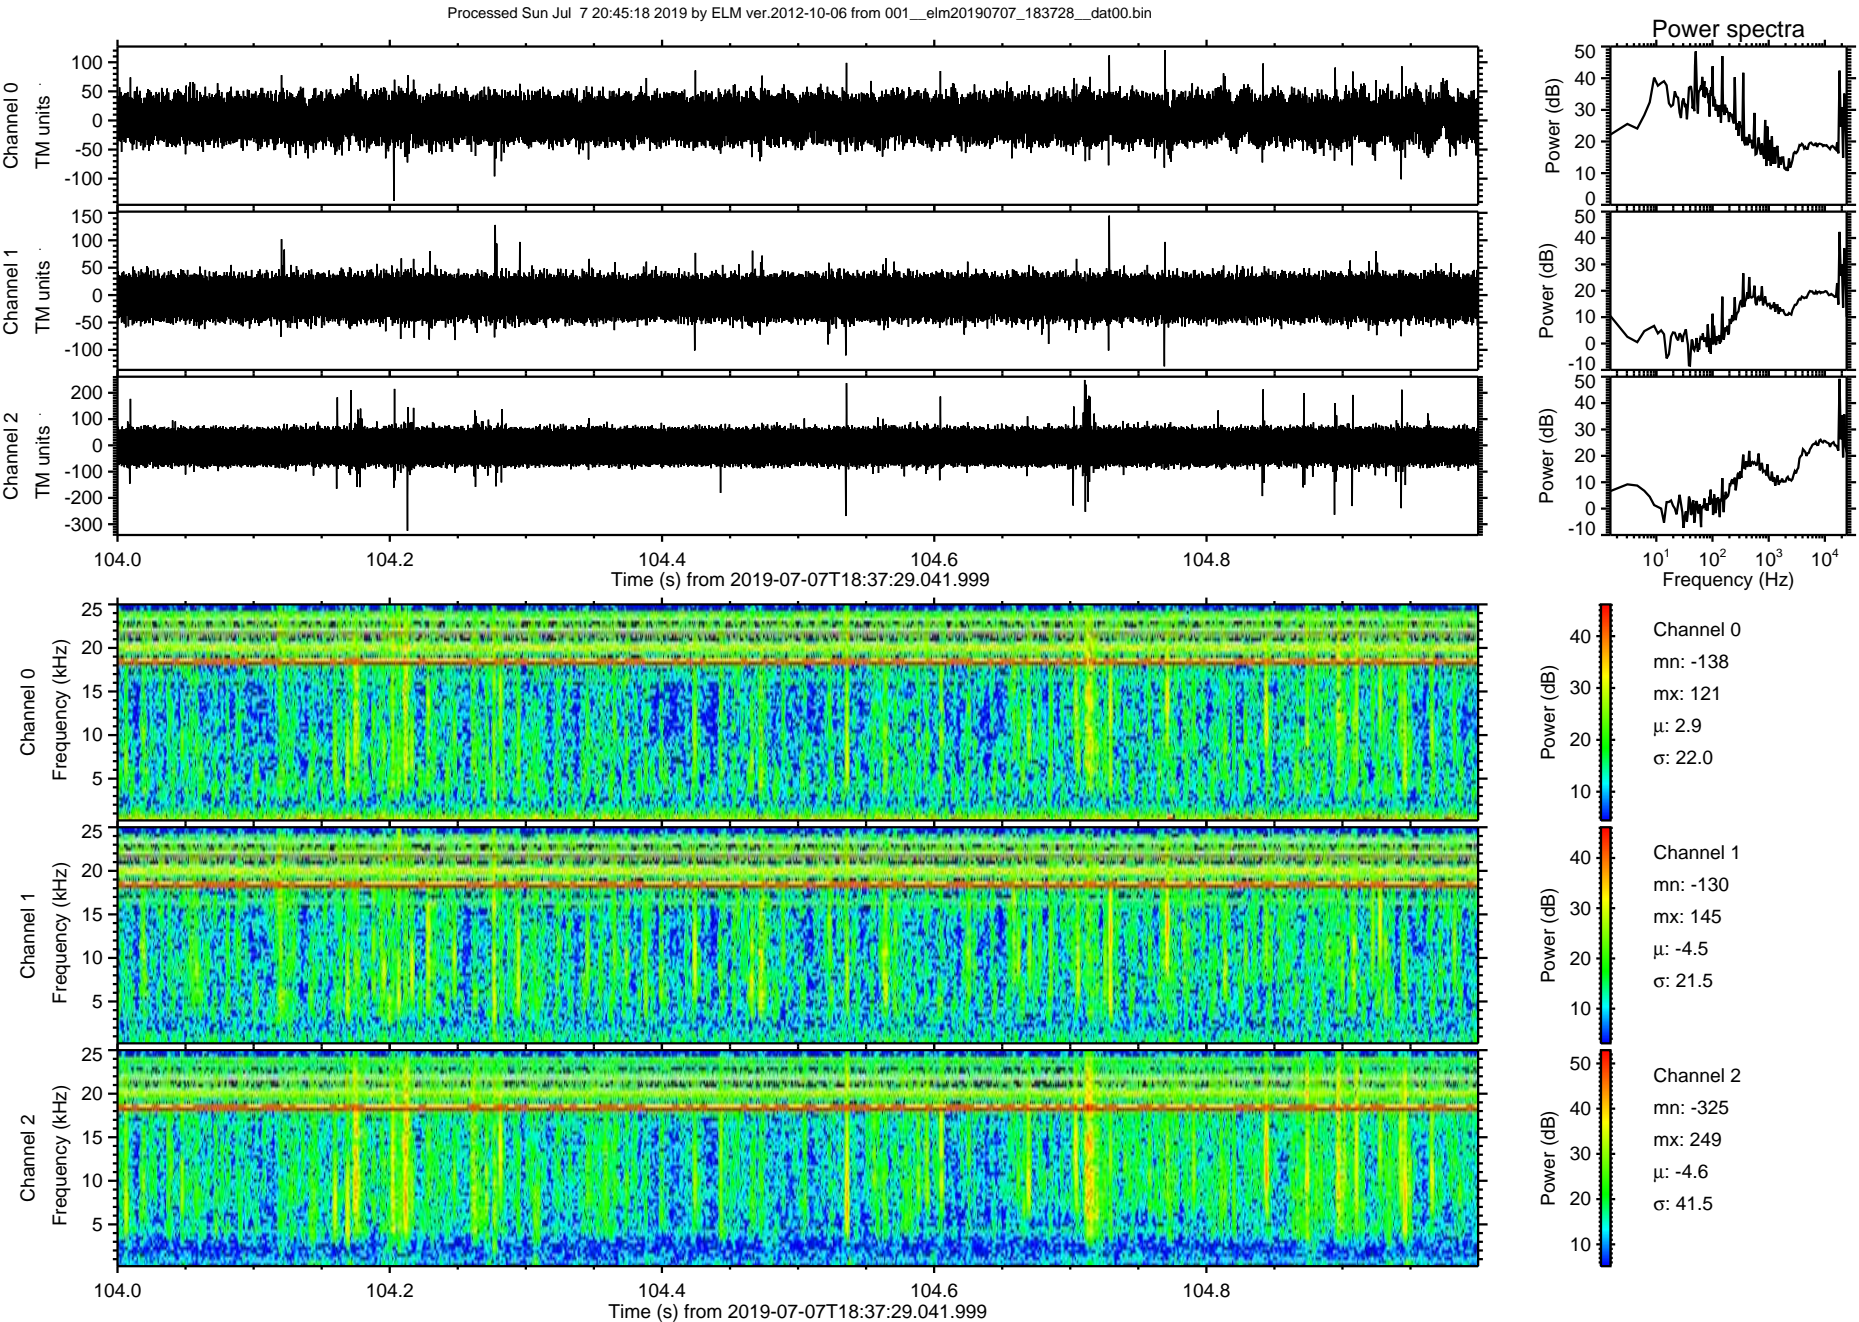 Processed Sun Jul  7 20:45:18 2019 by ELM ver.2012-10-06 from 001__elm20190707_183728__dat00.bin
Power spectra
Channel 0
TM units
100
50
0
-50
-100
Power (dB)
50
40
30
20
10
0
Channel 1
TM units
150
100
50
0
-50
-100
Power (dB)
50
40
30
20
10
0
-10
Channel 2
TM units
200
100
0
-100
-200
-300
Power (dB)
50
40
30
20
10
0
-10
104.0 104.2 104.4 104.6 104.8
Time (s) from 2019-07-07T18:37:29.041.999
10^1 10^2 10^3 10^4
Frequency (Hz)
Channel 0
Frequency (kHz)
25
20
15
10
5
Power (dB)
40
30
20
10
Channel 0
mn: -138
mx: 121
μ: 2.9
σ: 22.0
Channel 1
Frequency (kHz)
25
20
15
10
5
Power (dB)
40
30
20
10
Channel 1
mn: -130
mx: 145
μ: -4.5
σ: 21.5
Channel 2
Frequency (kHz)
25
20
15
10
5
Power (dB)
50
40
30
20
10
Channel 2
mn: -325
mx: 249
μ: -4.6
σ: 41.5
104.0 104.2 104.4 104.6 104.8
Time (s) from 2019-07-07T18:37:29.041.999